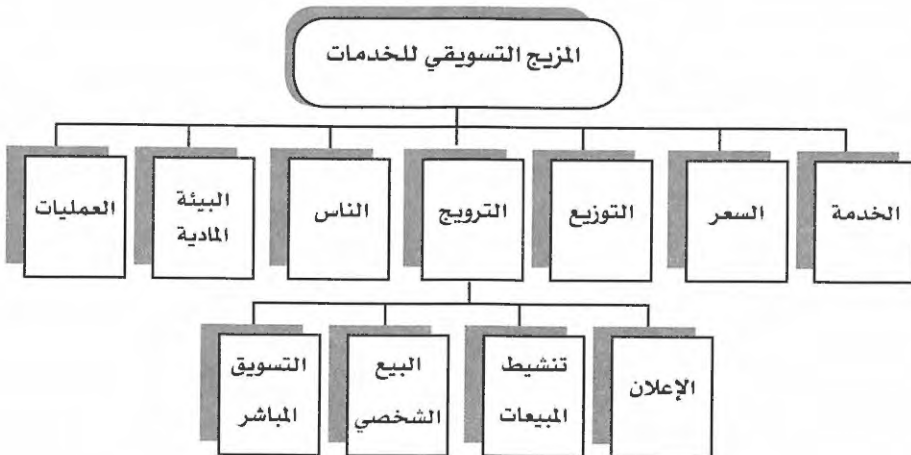 المزيج التسويقي للخدمات
الخدمة
السعر
التوزيع
الترويج
الناس
البيئة
المادية
العمليات
الإعلان
تنشيط
المبيعات
البيع
الشخصي
التسويق
المباشر